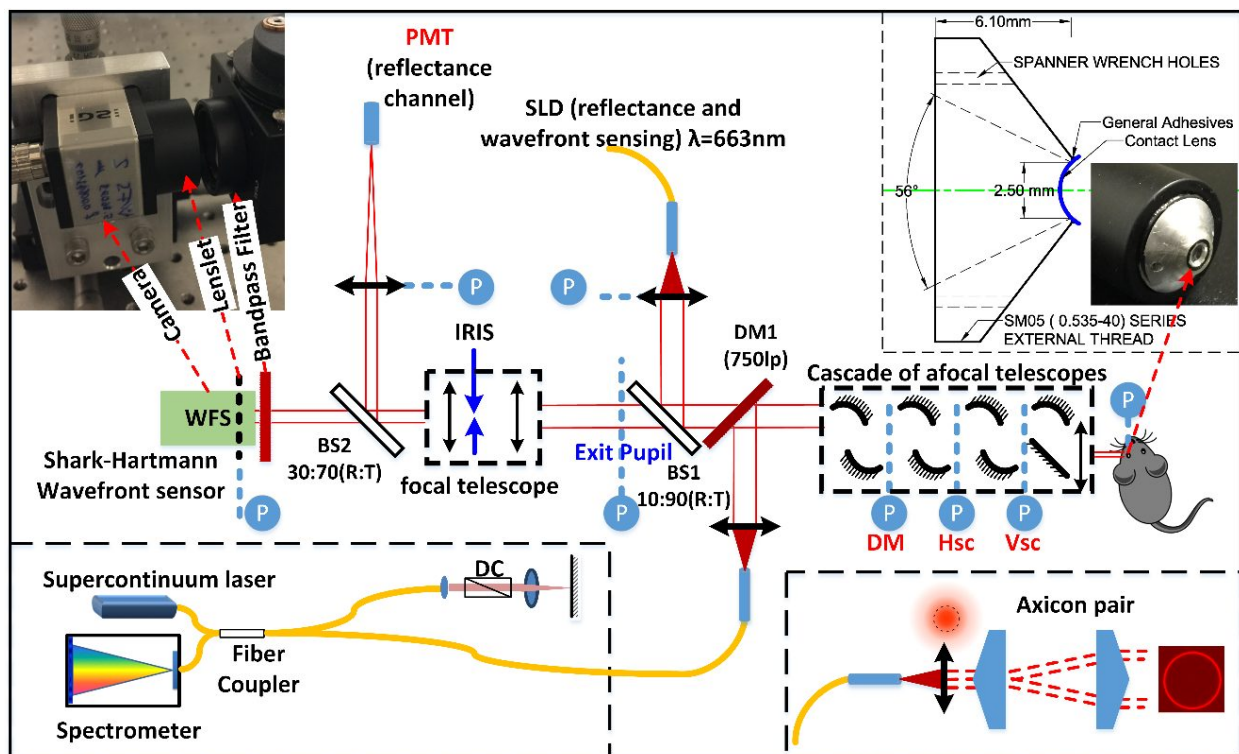 PMT
(reflectance
channel)
SLD (reflectance and
wavefront sensing) λ=663nm
6.10mm
SPANNER WRENCH HOLES
General Adhesives
Contact Lens
56°
2.50 mm
SM05 ( 0.535-40) SERIES
EXTERNAL THREAD
Camera
Lenslet
Bandpass Filter
P
P
IRIS
DM1
(750lp)
Cascade of afocal telescopes
P
WFS
BS2
30:70(R:T)
focal telescope
Exit Pupil
BS1
10:90(R:T)
Shark-Hartmann
Wavefront sensor
P
P
P
P
P
DM
Hsc
Vsc
Supercontinuum laser
DC
Fiber
Coupler
Spectrometer
Axicon pair